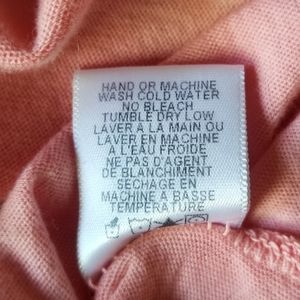 HAND OR MACHINE
WASH COLD WATER
NO BLEACH
TUMBLE DRY LOW
LAVER A LA MAIN OU
LAVER EN MACHINE
A L'EAU FROIDE
NE PAS D'AGENT
DE BLANCHIMENT
SÉCHAGE EN
MACHINE A BASSE
TEMPERATURE